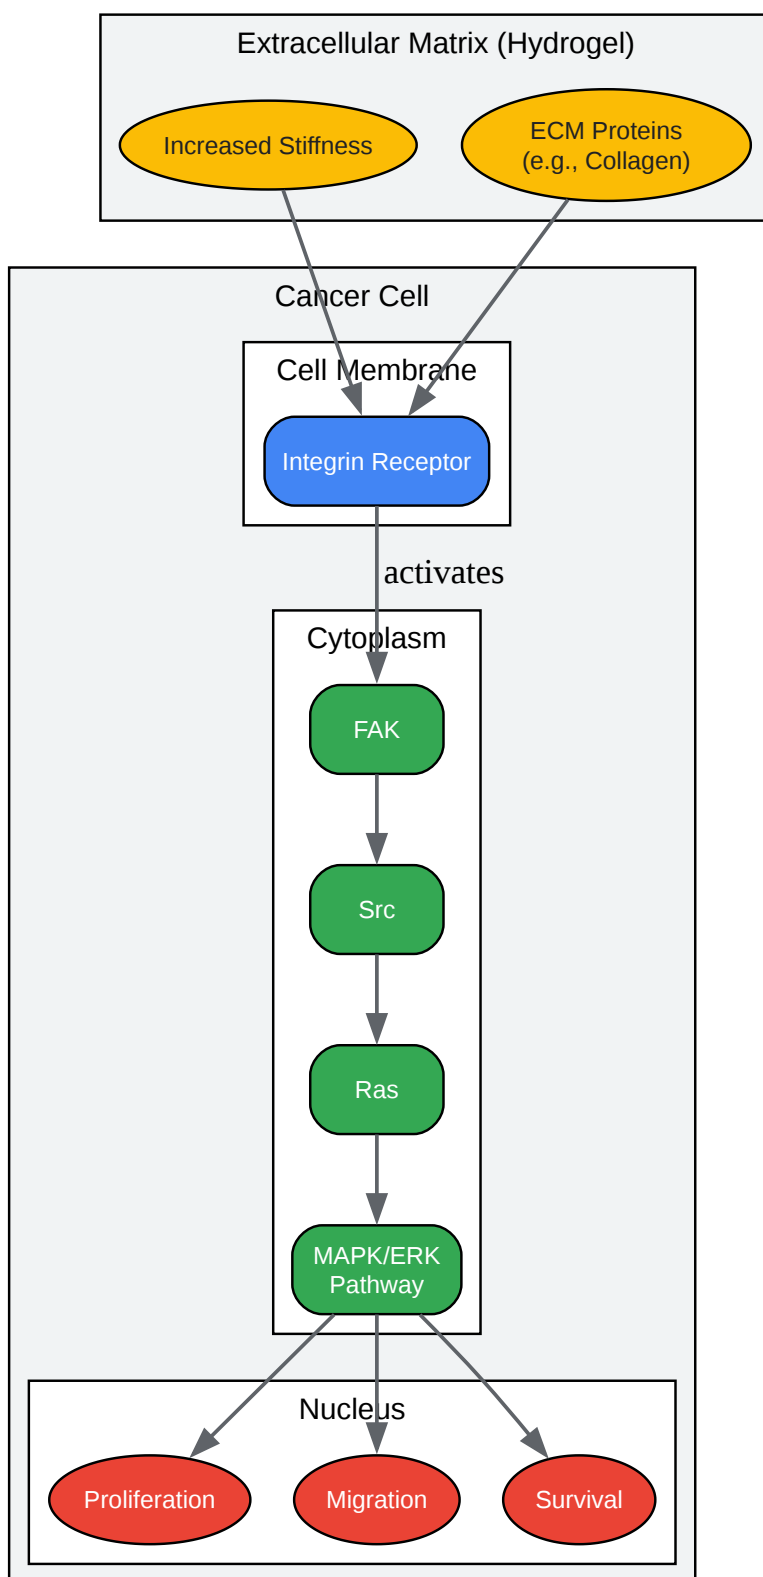 Extracellular Matrix (Hydrogel)
Increased Stiffness
ECM Proteins
(e.g., Collagen)
Cancer Cell
Cell Membrane
Integrin Receptor
activates
Cytoplasm
FAK
Src
Ras
MAPK/ERK
Pathway
Nucleus
Proliferation
Migration
Survival